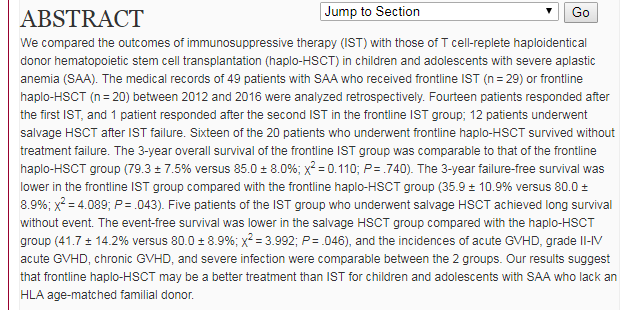 ABSTRACT
Jump to Section
Go
We compared the outcomes of immunosuppressive therapy (IST) with those of T cell-replete haploidentical
donor hematopoietic stem cell transplantation (haplo-HSCT) in children and adolescents with severe aplastic
anemia (SAA). The medical records of 49 patients with SAA who received frontline IST (n = 29) or frontline
haplo-HSCT (n = 20) between 2012 and 2016 were analyzed retrospectively. Fourteen patients responded after
the first IST, and 1 patient responded after the second IST in the frontline IST group; 12 patients underwent
salvage HSCT after IST failure. Sixteen of the 20 patients who underwent frontline haplo-HSCT survived without
treatment failure. The 3-year overall survival of the frontline IST group was comparable to that of the frontline
haplo-HSCT group (79.3 ± 7.5% versus 85.0 ± 8.0%; χ² = 0.110; P = .740). The 3-year failure-free survival was
lower in the frontline IST group compared with the frontline haplo-HSCT group (35.9 ± 10.9% versus 80.0 ±
8.9%; χ² = 4.089; P = .043). Five patients of the IST group who underwent salvage HSCT achieved long survival
without event. The event-free survival was lower in the salvage HSCT group compared with the haplo-HSCT
group (41.7 ± 14.2% versus 80.0 ± 8.9%; χ² = 3.992; P = .046), and the incidences of acute GVHD, grade II-IV
acute GVHD, chronic GVHD, and severe infection were comparable between the 2 groups. Our results suggest
that frontline haplo-HSCT may be a better treatment than IST for children and adolescents with SAA who lack an
HLA age-matched familial donor.